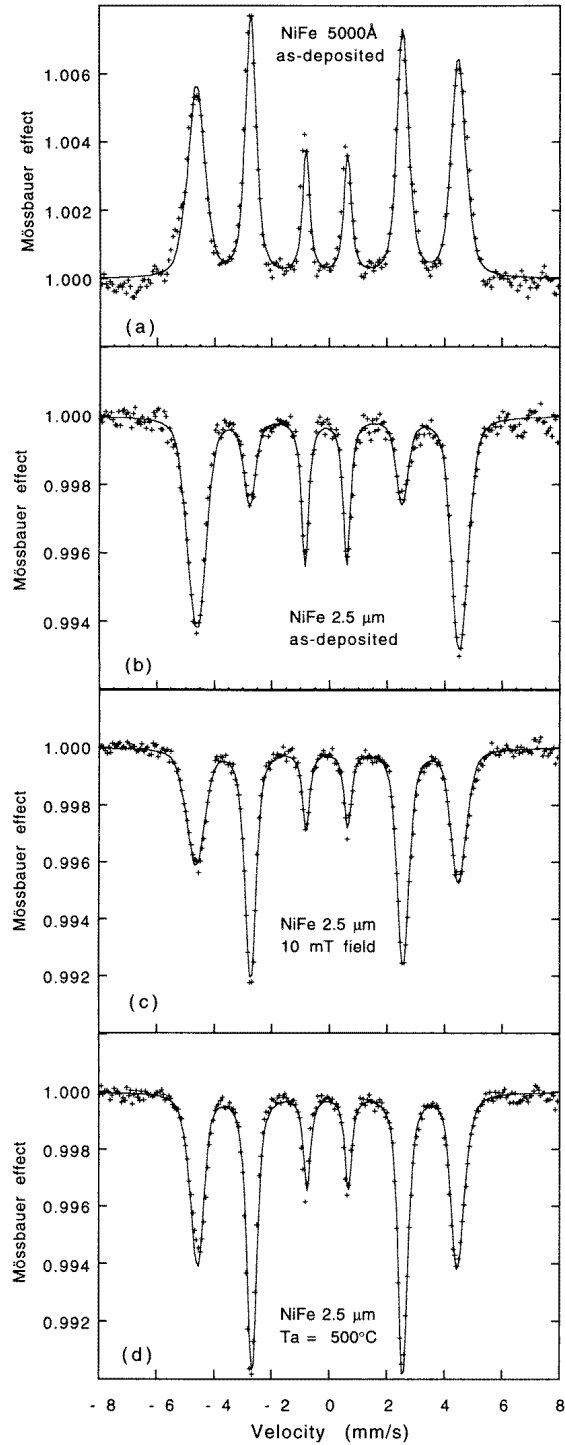 NiFe 5000Å
as-deposited
1.006
1.004
1.002
1.000
Mössbauer effect
(a)
1.000
0.998
0.996
0.994
Mössbauer effect
NiFe 2.5 μm
as-deposited
(b)
1.000
0.998
0.996
0.994
0.992
Mössbauer effect
NiFe 2.5 μm
10 mT field
(c)
1.000
0.998
0.996
0.994
0.992
Mössbauer effect
NiFe 2.5 μm
Ta = 500°C
(d)
- 8 - 6 - 4 - 2 0 2 4 6 8
Velocity (mm/s)